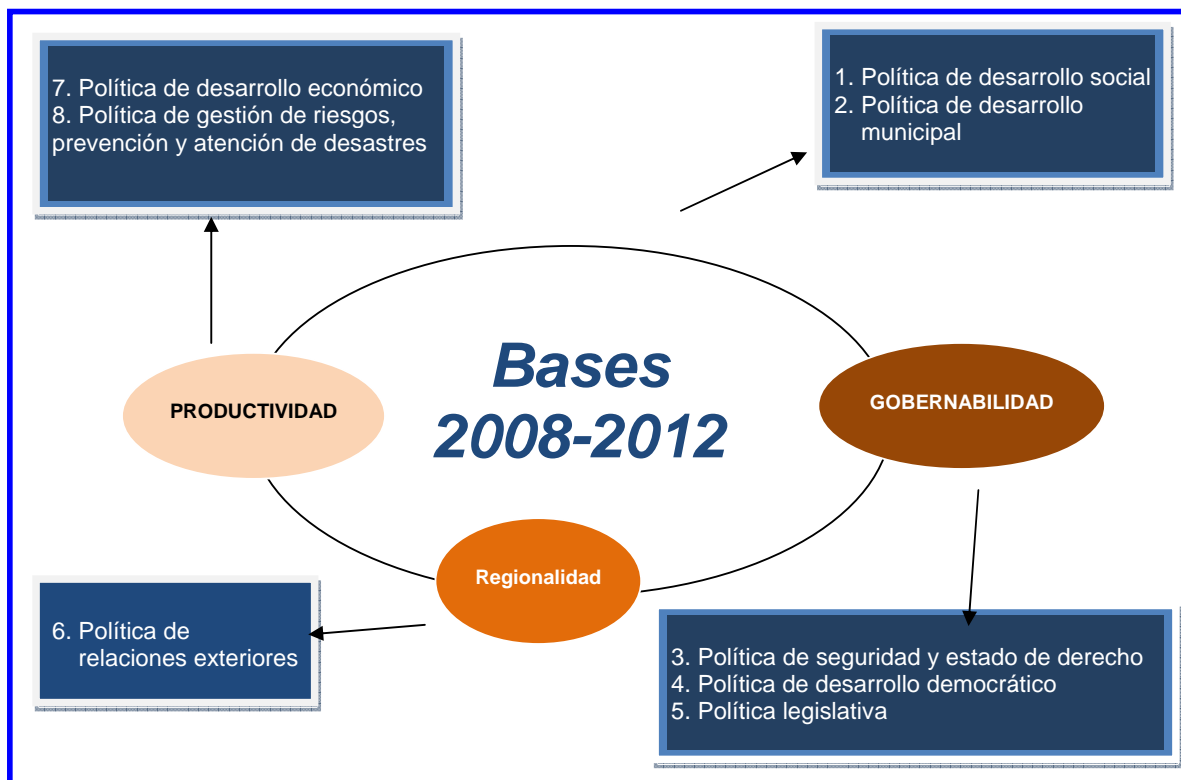 7. Política de desarrollo económico
8. Política de gestión de riesgos,
prevención y atención de desastres
1. Política de desarrollo social
2. Política de desarrollo
municipal
Bases
2008-2012
PRODUCTIVIDAD
GOBERNABILIDAD
Regionalidad
6. Política de
relaciones exteriores
3. Política de seguridad y estado de derecho
4. Política de desarrollo democrático
5. Política legislativa